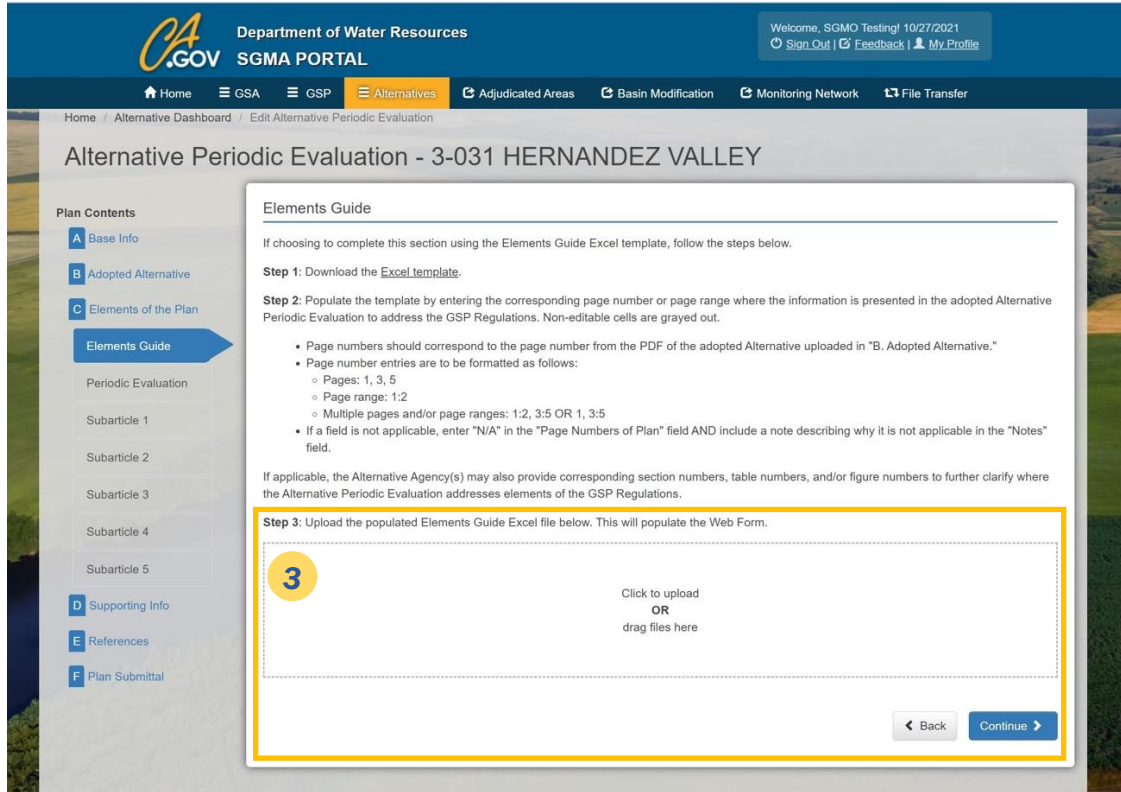 CA.GOV
Department of Water Resources
SGMA PORTAL
Welcome, SGMO Testing! 10/27/2021
Sign Out | Feedback | My Profile
Home GSA GSP Alternatives Adjudicated Areas Basin Modification Monitoring Network File Transfer
Home / Alternative Dashboard / Edit Alternative Periodic Evaluation
Alternative Periodic Evaluation - 3-031 HERNANDEZ VALLEY
Plan Contents
A Base Info
B Adopted Alternative
C Elements of the Plan
Elements Guide
Periodic Evaluation
Subarticle 1
Subarticle 2
Subarticle 3
Subarticle 4
Subarticle 5
D Supporting Info
E References
F Plan Submittal
Elements Guide
If choosing to complete this section using the Elements Guide Excel template, follow the steps below.
Step 1: Download the Excel template.
Step 2: Populate the template by entering the corresponding page number or page range where the information is presented in the adopted Alternative
Periodic Evaluation to address the GSP Regulations. Non-editable cells are grayed out.
• Page numbers should correspond to the page number from the PDF of the adopted Alternative uploaded in "B. Adopted Alternative."
• Page number entries are to be formatted as follows:
○ Pages: 1, 3, 5
○ Page range: 1:2
○ Multiple pages and/or page ranges: 1:2, 3:5 OR 1, 3:5
• If a field is not applicable, enter "N/A" in the "Page Numbers of Plan" field AND include a note describing why it is not applicable in the "Notes"
field.
If applicable, the Alternative Agency(s) may also provide corresponding section numbers, table numbers, and/or figure numbers to further clarify where
the Alternative Periodic Evaluation addresses elements of the GSP Regulations.
Step 3: Upload the populated Elements Guide Excel file below. This will populate the Web Form.
3
Click to upload
OR
drag files here
Back Continue